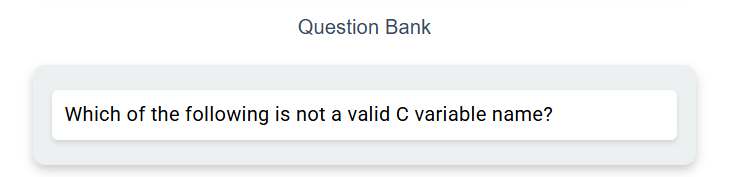 Question Bank
Which of the following is not a valid C variable name?